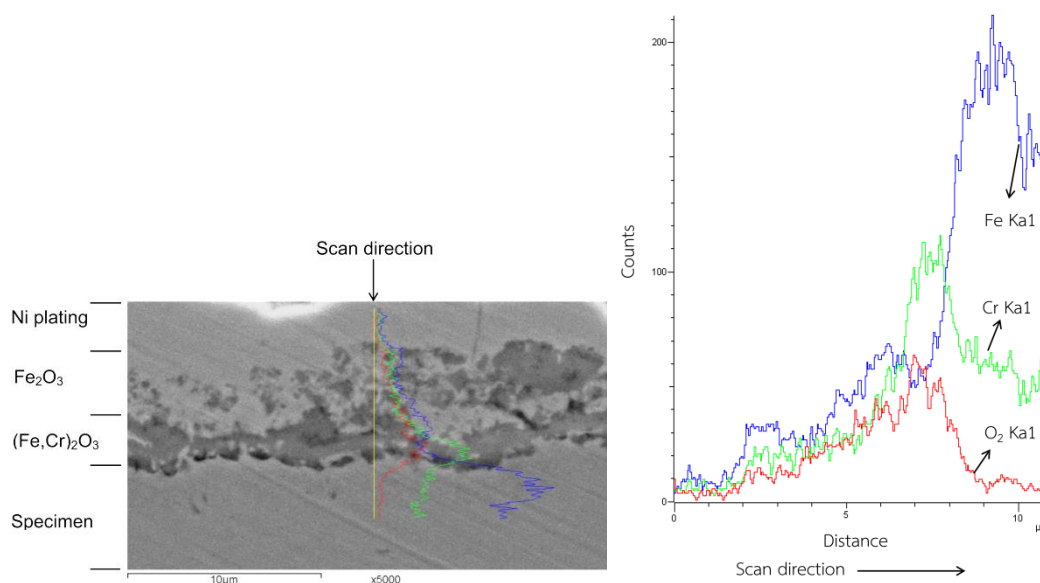 Scan direction
Ni plating
Fe₂O₃
(Fe,Cr)₂O₃
Specimen
10µm
x5000
200
100
0
Counts
Fe Ka1
Cr Ka1
O₂ Ka1
0
5
10
µ
Distance
Scan direction